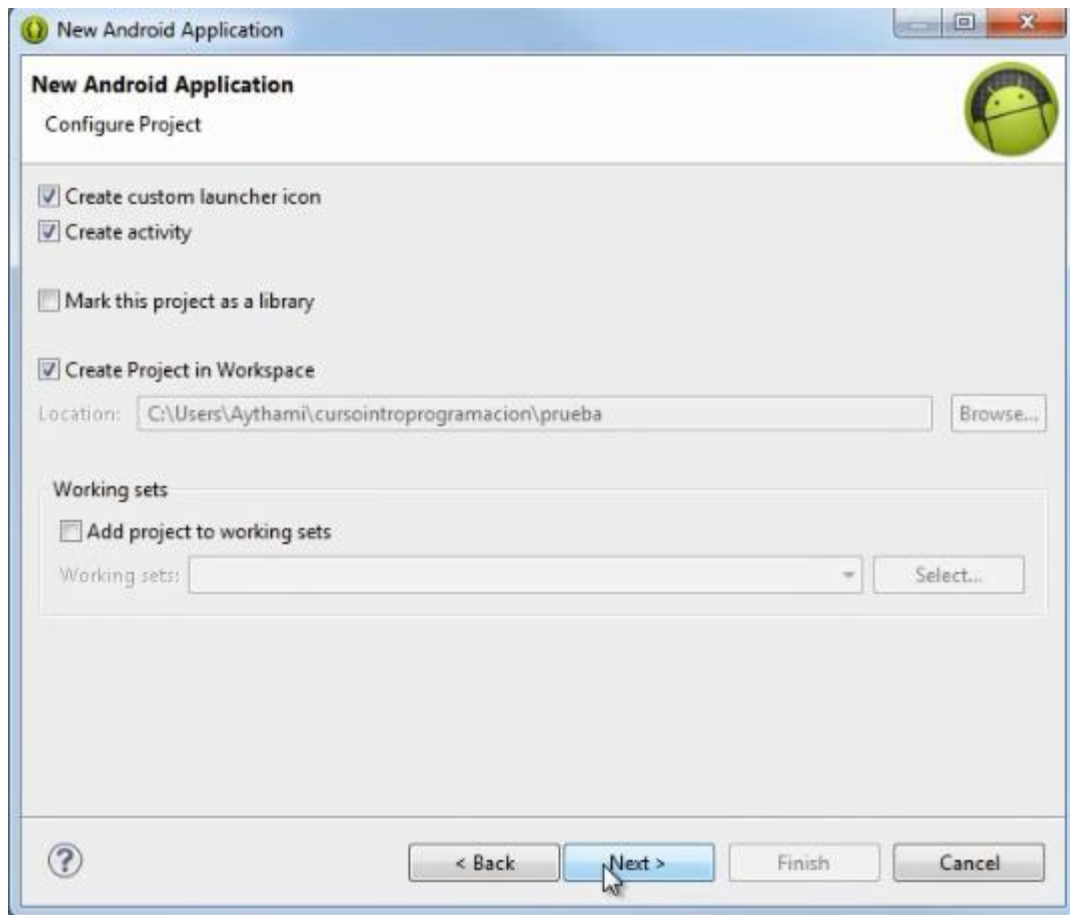 New Android Application
New Android Application
Configure Project
Create custom launcher icon
Create activity
Mark this project as a library
Create Project in Workspace
Location: C:\Users\Aythami\cursointroprogramacion\prueba Browse...
Working sets
Add project to working sets
Working sets: Select...
? < Back Next > Finish Cancel